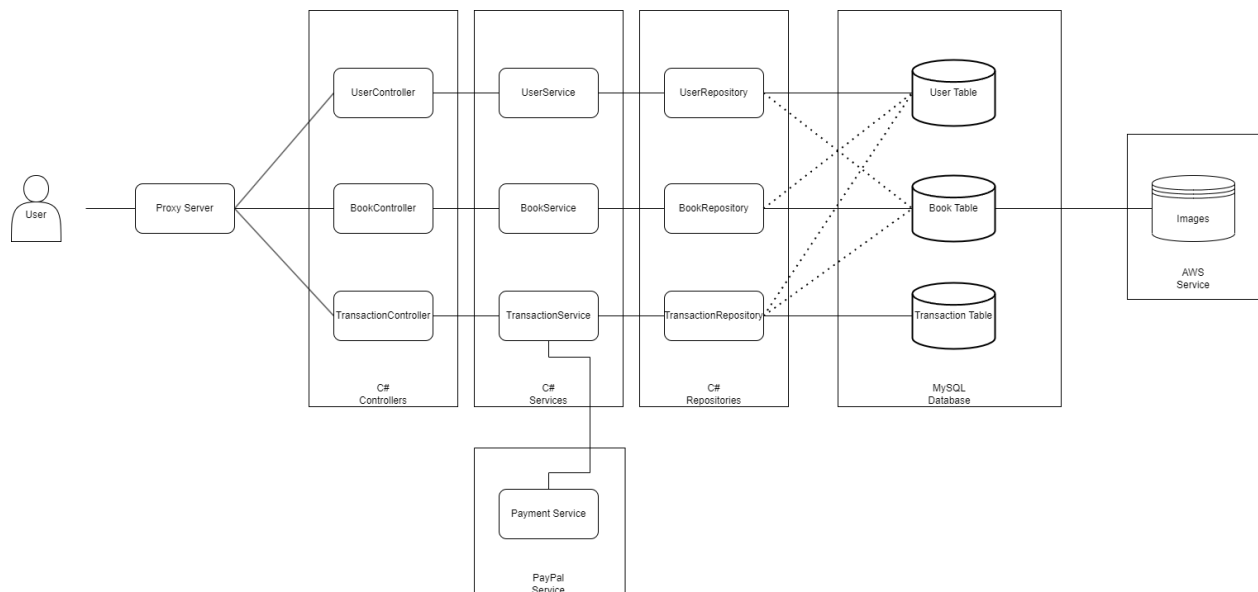 User
Proxy Server
UserController
UserService
UserRepository
User Table
BookController
BookService
BookRepository
Book Table
Images
AWS
Service
TransactionController
TransactionService
TransactionRepository
Transaction Table
C#
Controllers
C#
Services
C#
Repositories
MySQL
Database
Payment Service
PayPal
Service